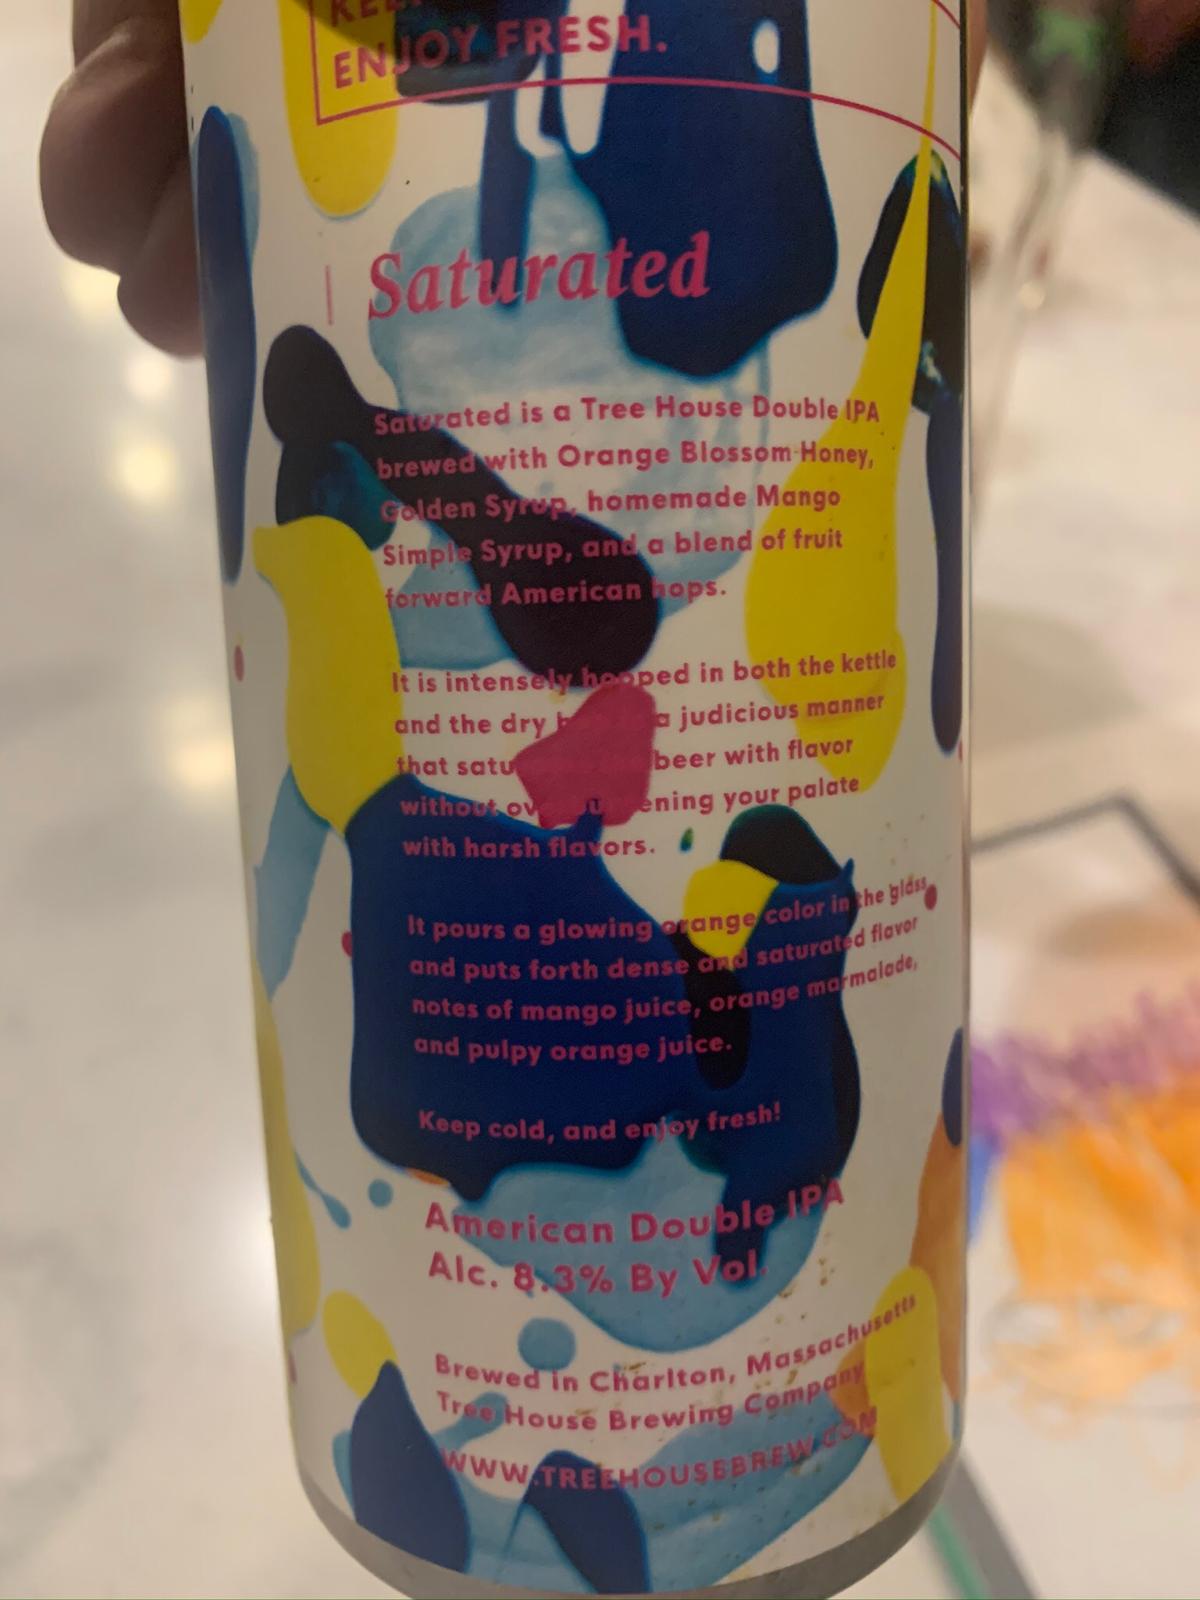 ENJOY FRESH.
Saturated
Saturated is a Tree House Double IPA
brewed with Orange Blossom Honey,
Golden Syrup, homemade Mango
Simple Syrup, and a blend of fruit
forward American hops.
It is intensely hopped in both the kettle
and the dry a judicious manner
that beer with flavor
without your palate
with harsh flavors.
It pours a glowing orange color in the glass
and puts forth dense and saturated flavor
notes of mango juice, orange marmalade,
and pulpy orange juice.
Keep cold, and enjoy fresh!
American Double IPA
Alc. 8.3% By Vol.
Brewed in Charlton, Massachusetts
Tree House Brewing Company
WWW.TREEHOUSEBREW.COM